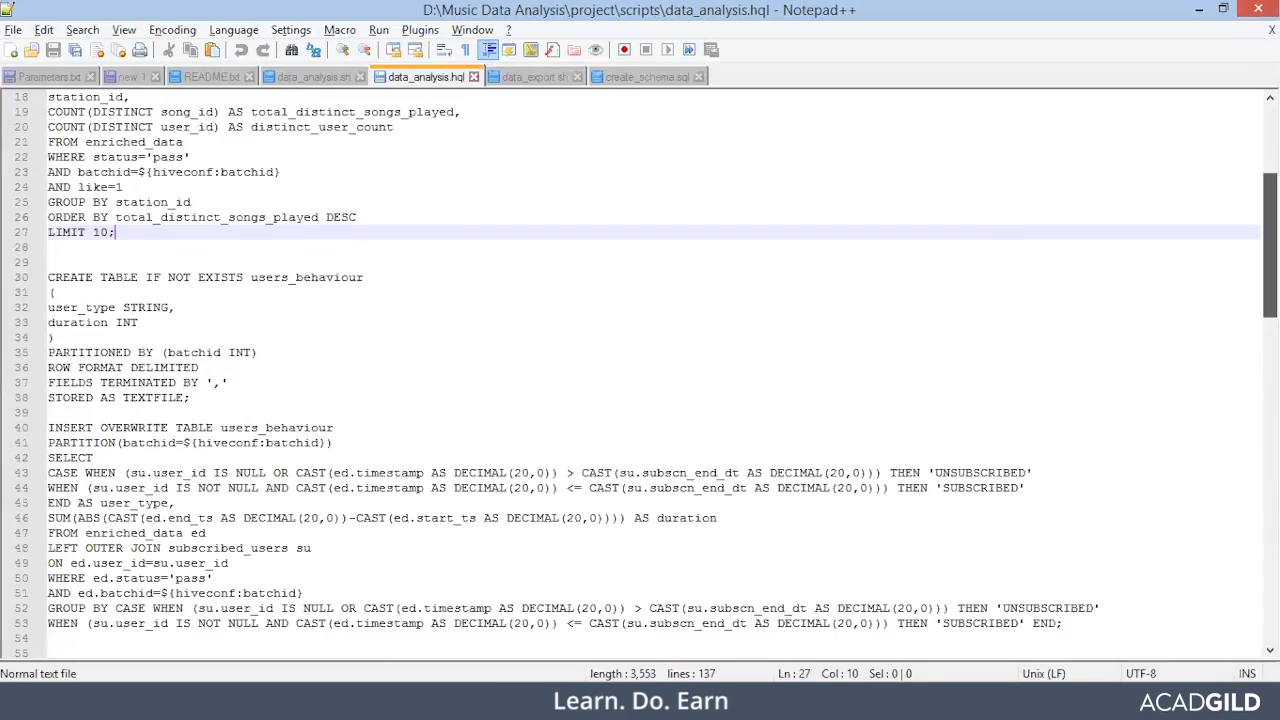 D:\Music Data Analysis\project\scripts\data_analysis.hql - Notepad++
File Edit Search View Encoding Language Settings Macro Run Plugins Window ? X
Parameters.txt new 1 README.txt data_analysis.sh data_analysis.hql data_export.sh create_schema.sql
18 station_id,
19 COUNT(DISTINCT song_id) AS total_distinct_songs_played,
20 COUNT(DISTINCT user_id) AS distinct_user_count
21 FROM enriched_data
22 WHERE status='pass'
23 AND batchid=${hiveconf:batchid}
24 AND like=1
25 GROUP BY station_id
26 ORDER BY total_distinct_songs_played DESC
27 LIMIT 10;
28
29
30 CREATE TABLE IF NOT EXISTS users_behaviour
31 (
32 user_type STRING,
33 duration INT
34 )
35 PARTITIONED BY (batchid INT)
36 ROW FORMAT DELIMITED
37 FIELDS TERMINATED BY ','
38 STORED AS TEXTFILE;
39
40 INSERT OVERWRITE TABLE users_behaviour
41 PARTITION(batchid=${hiveconf:batchid})
42 SELECT
43 CASE WHEN (su.user_id IS NULL OR CAST(ed.timestamp AS DECIMAL(20,0)) > CAST(su.subscn_end_dt AS DECIMAL(20,0))) THEN 'UNSUBSCRIBED'
44 WHEN (su.user_id IS NOT NULL AND CAST(ed.timestamp AS DECIMAL(20,0)) <= CAST(su.subscn_end_dt AS DECIMAL(20,0))) THEN 'SUBSCRIBED'
45 END AS user_type,
46 SUM(ABS(CAST(ed.end_ts AS DECIMAL(20,0))-CAST(ed.start_ts AS DECIMAL(20,0)))) AS duration
47 FROM enriched_data ed
48 LEFT OUTER JOIN subscribed_users su
49 ON ed.user_id=su.user_id
50 WHERE ed.status='pass'
51 AND ed.batchid=${hiveconf:batchid}
52 GROUP BY CASE WHEN (su.user_id IS NULL OR CAST(ed.timestamp AS DECIMAL(20,0)) > CAST(su.subscn_end_dt AS DECIMAL(20,0))) THEN 'UNSUBSCRIBED'
53 WHEN (su.user_id IS NOT NULL AND CAST(ed.timestamp AS DECIMAL(20,0)) <= CAST(su.subscn_end_dt AS DECIMAL(20,0))) THEN 'SUBSCRIBED' END;
54
55
Normal text file length : 3,553 lines : 137 Ln : 27 Col : 10 Sel : 0 | 0 Unix (LF) UTF-8 INS
Learn. Do. Earn ACADGILD